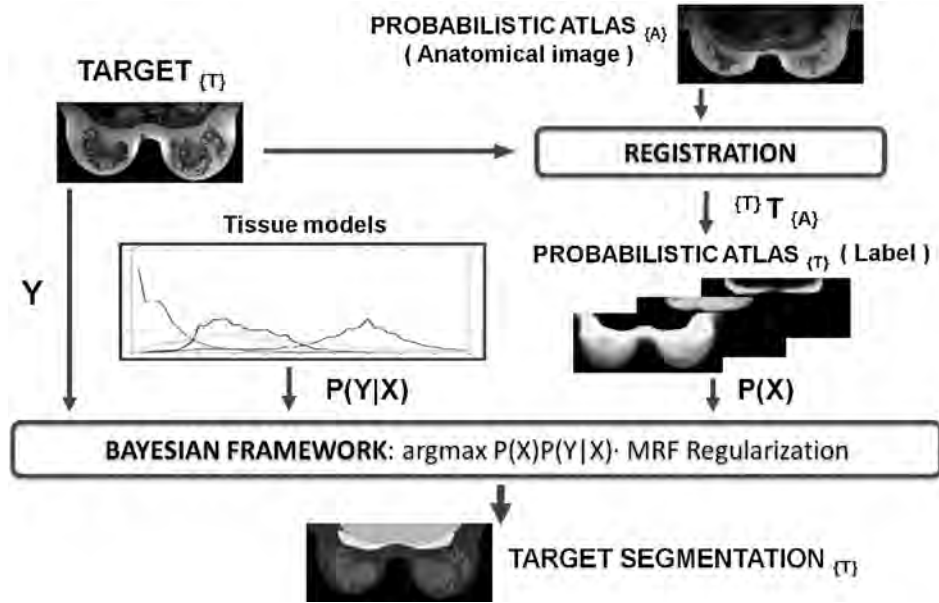 PROBABILISTIC ATLAS {A}
( Anatomical image )
TARGET {T}
REGISTRATION
{T} T {A}
Tissue models
PROBABILISTIC ATLAS {T} ( Label )
Y
P(Y|X)
P(X)
BAYESIAN FRAMEWORK: argmax P(X)P(Y|X)· MRF Regularization
TARGET SEGMENTATION {T}